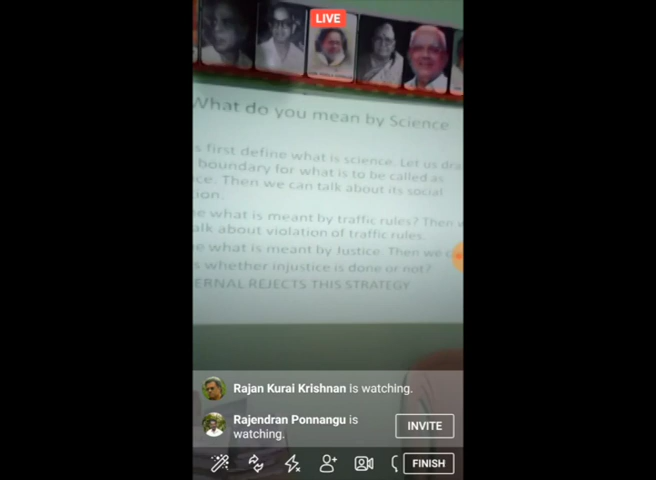 LIVE
What do you mean by Science
s first define what is science. Let us dra
boundary for what is to be called as
ce. Then we can talk about its social
ion.
e what is meant by traffic rules? Then w
alk about violation of traffic rules.
e what is meant by Justice. Then we c
s whether injustice is done or not?
ERNAL REJECTS THIS STRATEGY
Rajan Kurai Krishnan is watching.
Rajendran Ponnangu is
watching.
INVITE
FINISH